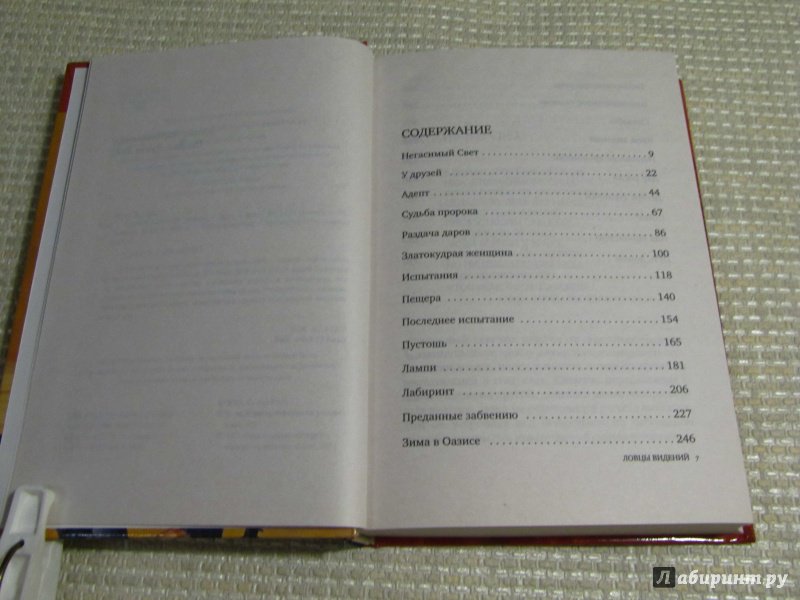 СОДЕРЖАНИЕ
Негасимый Свет . . . . . . . . . . . . . . . . . . . . . . . . . . . . 9
У друзей . . . . . . . . . . . . . . . . . . . . . . . . . . . . . . . . . 22
Адепт . . . . . . . . . . . . . . . . . . . . . . . . . . . . . . . . . . . 44
Судьба пророка . . . . . . . . . . . . . . . . . . . . . . . . . . . . 67
Раздача даров . . . . . . . . . . . . . . . . . . . . . . . . . . . . . 86
Златокудрая женщина . . . . . . . . . . . . . . . . . . . . . . . 100
Испытания . . . . . . . . . . . . . . . . . . . . . . . . . . . . . . . 118
Пещера . . . . . . . . . . . . . . . . . . . . . . . . . . . . . . . . . 140
Последнее испытание . . . . . . . . . . . . . . . . . . . . . . . 154
Пустошь . . . . . . . . . . . . . . . . . . . . . . . . . . . . . . . . 165
Лампи . . . . . . . . . . . . . . . . . . . . . . . . . . . . . . . . . . 181
Лабиринт . . . . . . . . . . . . . . . . . . . . . . . . . . . . . . . 206
Преданные забвению . . . . . . . . . . . . . . . . . . . . . . . 227
Зима в Оазисе . . . . . . . . . . . . . . . . . . . . . . . . . . . . 246
ЛОВЦЫ ВИДЕНИЙ 7
Лабиринт.ру